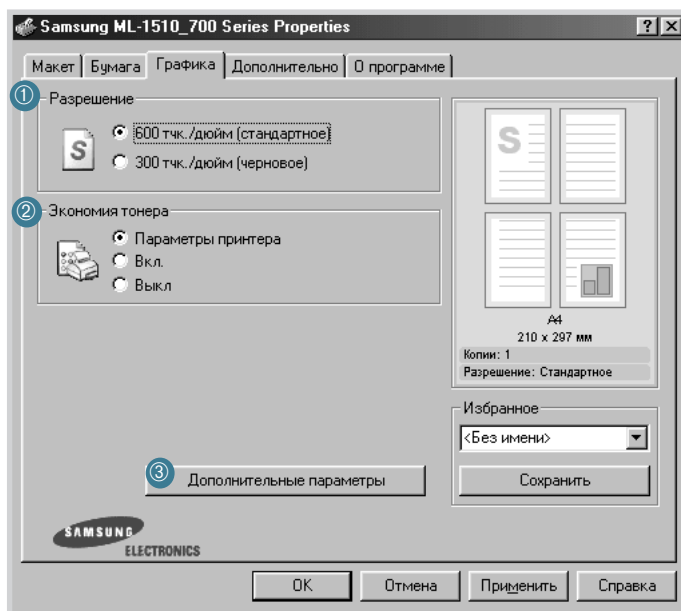 Samsung ML-1510_700 Series Properties
? ×
Макет Бумага Графика Дополнительно О программе
① Разрешение
S
600 тчк./дюйм (стандартное)
300 тчк./дюйм (черновое)
② Экономия тонера
Параметры принтера
Вкл.
Выкл
S
A4
210 x 297 мм
Копии: 1
Разрешение: Стандартное
Избранное
<Без имени>
Сохранить
③ Дополнительные параметры
SAMSUNG
ELECTRONICS
OK Отмена Применить Справка